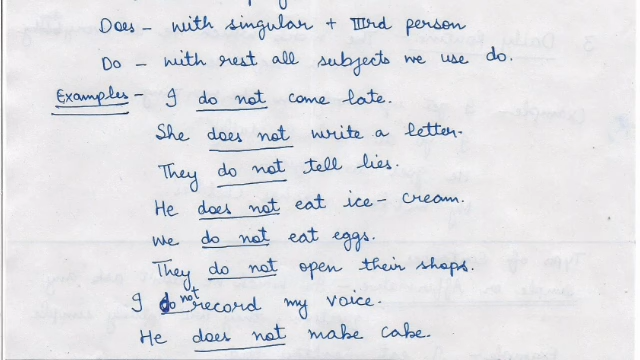 Does - with singular + IIIrd person
Do - with rest all subjects we use do.
Examples - I do not come late.
She does not write a letter.
They do not tell lies.
He does not eat ice - cream.
We do not eat eggs.
They do not open their shops.
I do not record my voice.
He does not make cake.